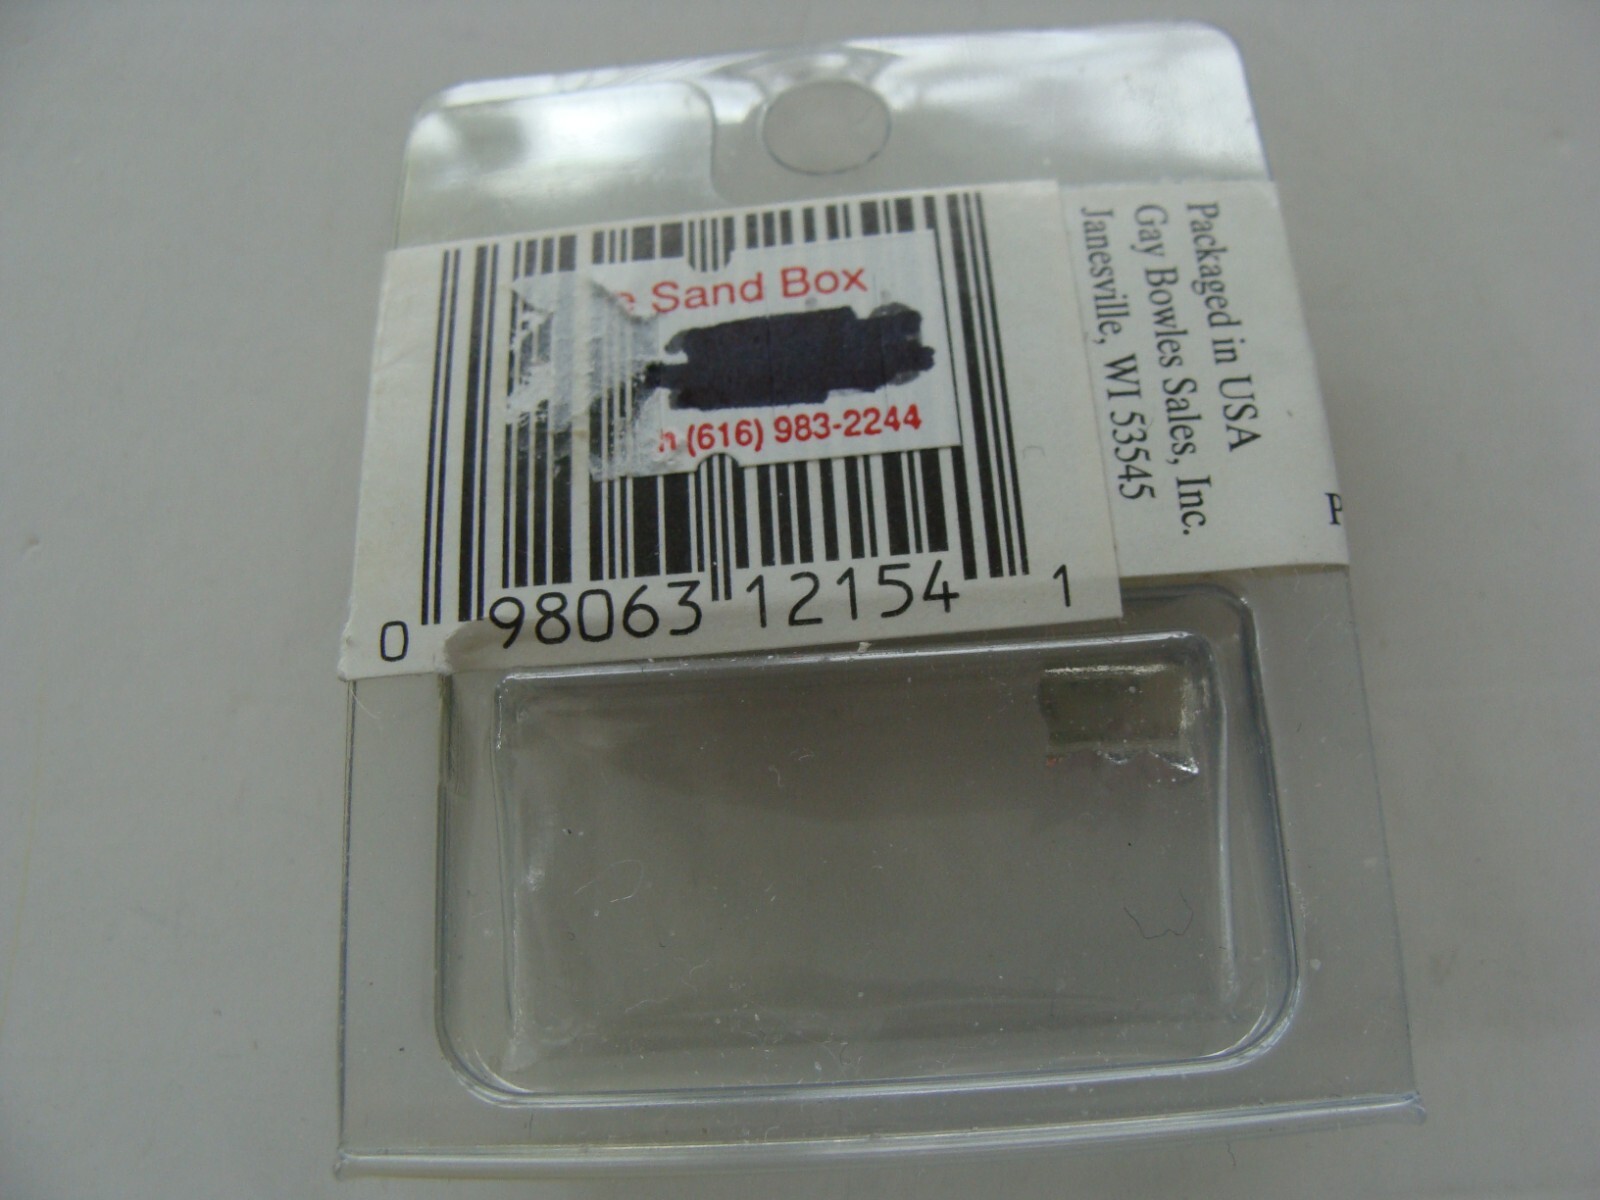 Sand Box
(616) 983-2244
0 98063 12154 1
Packaged in USA
Gay Bowles Sales, Inc.
Janesville, WI 53545